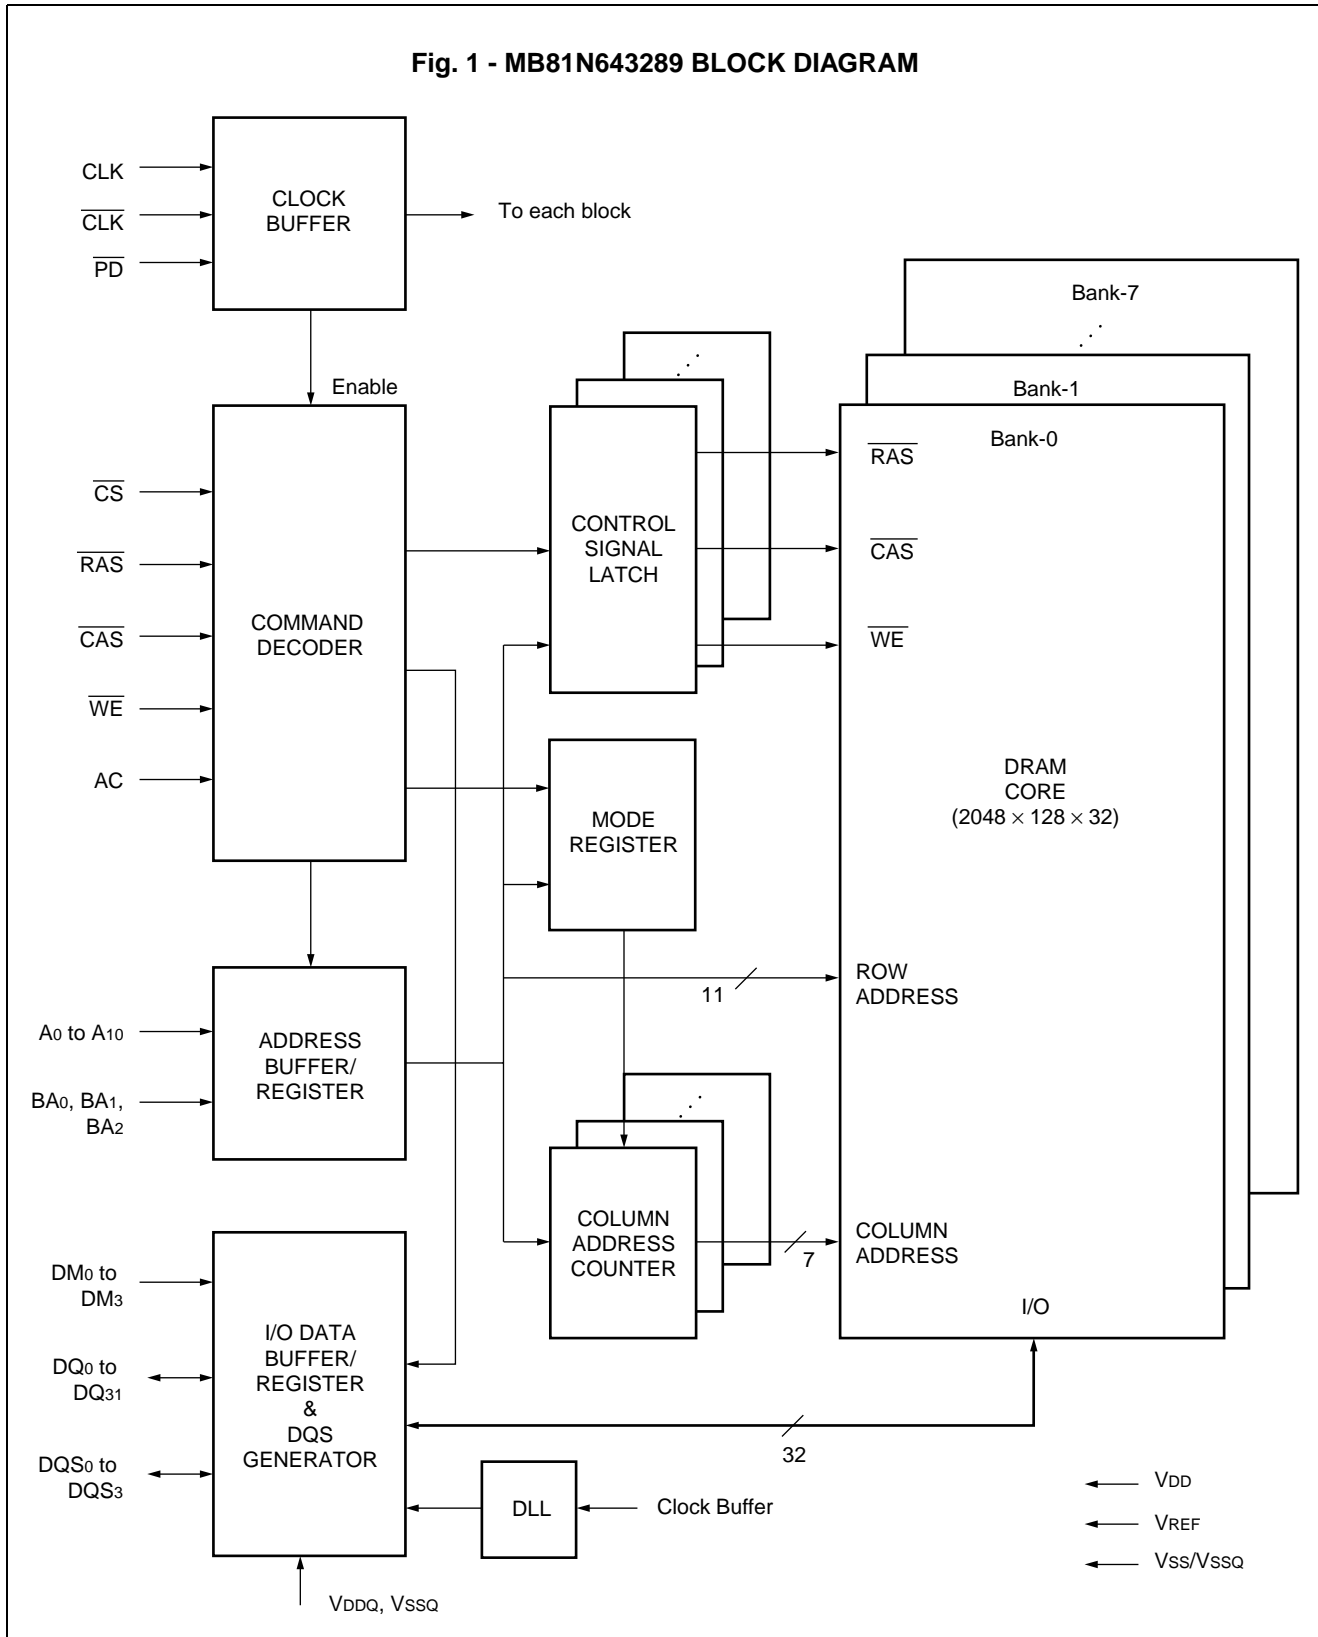 Fig. 1 - MB81N643289 BLOCK DIAGRAM
CLK
CLK
PD
CLOCK
BUFFER
To each block
Enable
CS
RAS
CAS
WE
AC
COMMAND
DECODER
CONTROL
SIGNAL
LATCH
MODE
REGISTER
Bank-7
Bank-1
Bank-0
RAS
CAS
WE
DRAM
CORE
(2048 × 128 × 32)
ROW
ADDRESS
11
A0 to A10
BA0, BA1,
BA2
ADDRESS
BUFFER/
REGISTER
COLUMN
ADDRESS
COUNTER
7
COLUMN
ADDRESS
I/O
DM0 to
DM3
DQ0 to
DQ31
DQS0 to
DQS3
I/O DATA
BUFFER/
REGISTER
&
DQS
GENERATOR
32
DLL
Clock Buffer
VDDQ, VSSQ
VDD
VREF
VSS/VSSQ